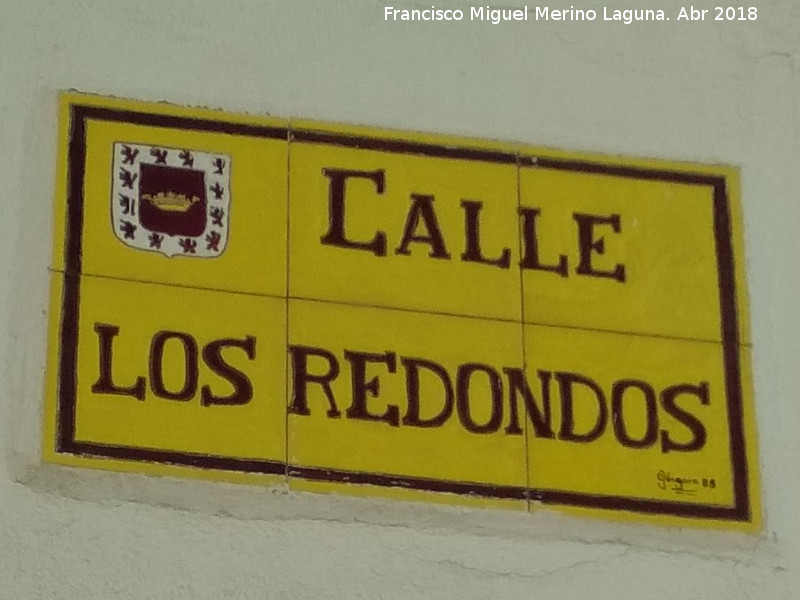 Francisco Miguel Merino Laguna. Abr 2018
CALLE
LOS REDONDOS